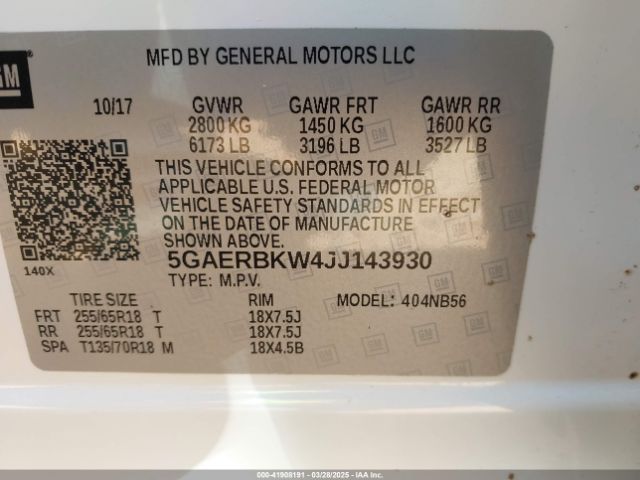 GM
MFD BY GENERAL MOTORS LLC
10/17 GVWR GAWR FRT GAWR RR
2800 KG 1450 KG 1600 KG
6173 LB 3196 LB 3527 LB
THIS VEHICLE CONFORMS TO ALL
APPLICABLE U.S. FEDERAL MOTOR
VEHICLE SAFETY STANDARDS IN EFFECT
ON THE DATE OF MANUFACTURE
SHOWN ABOVE.
140X 5GAERBKW4JJ143930
TYPE: M.P.V.
TIRE SIZE RIM MODEL: 404NB56
FRT 255/65R18 T 18X7.5J
RR 255/65R18 T 18X7.5J
SPA T135/70R18 M 18X4.5B
000-41908191 - 03/28/2025 - IAA Inc.